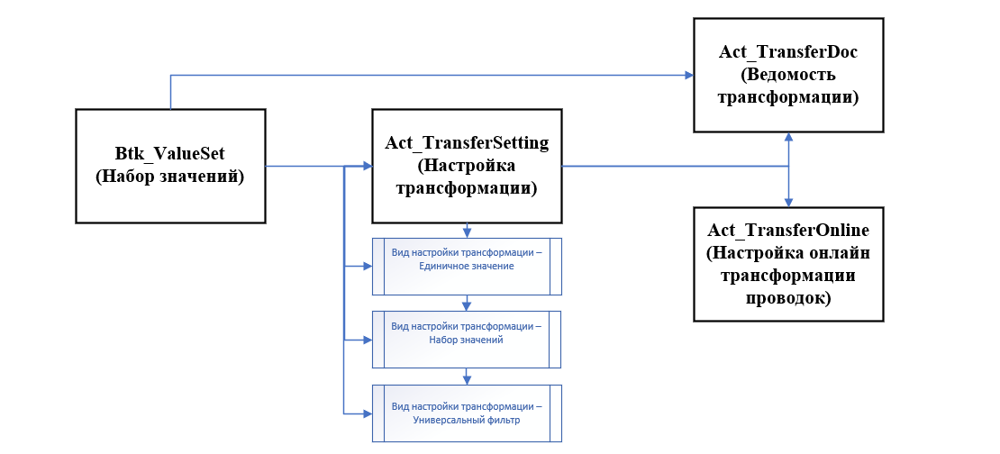 Act_TransferDoc
(Ведомость
трансформации)
Btk_ValueSet
(Набор значений)
Act_TransferSetting
(Настройка
трансформации)
Act_TransferOnline
(Настройка онлайн
трансформации
проводок)
Вид настройки трансформации –
Единичное значение
Вид настройки трансформации –
Набор значений
Вид настройки трансформации –
Универсальный фильтр